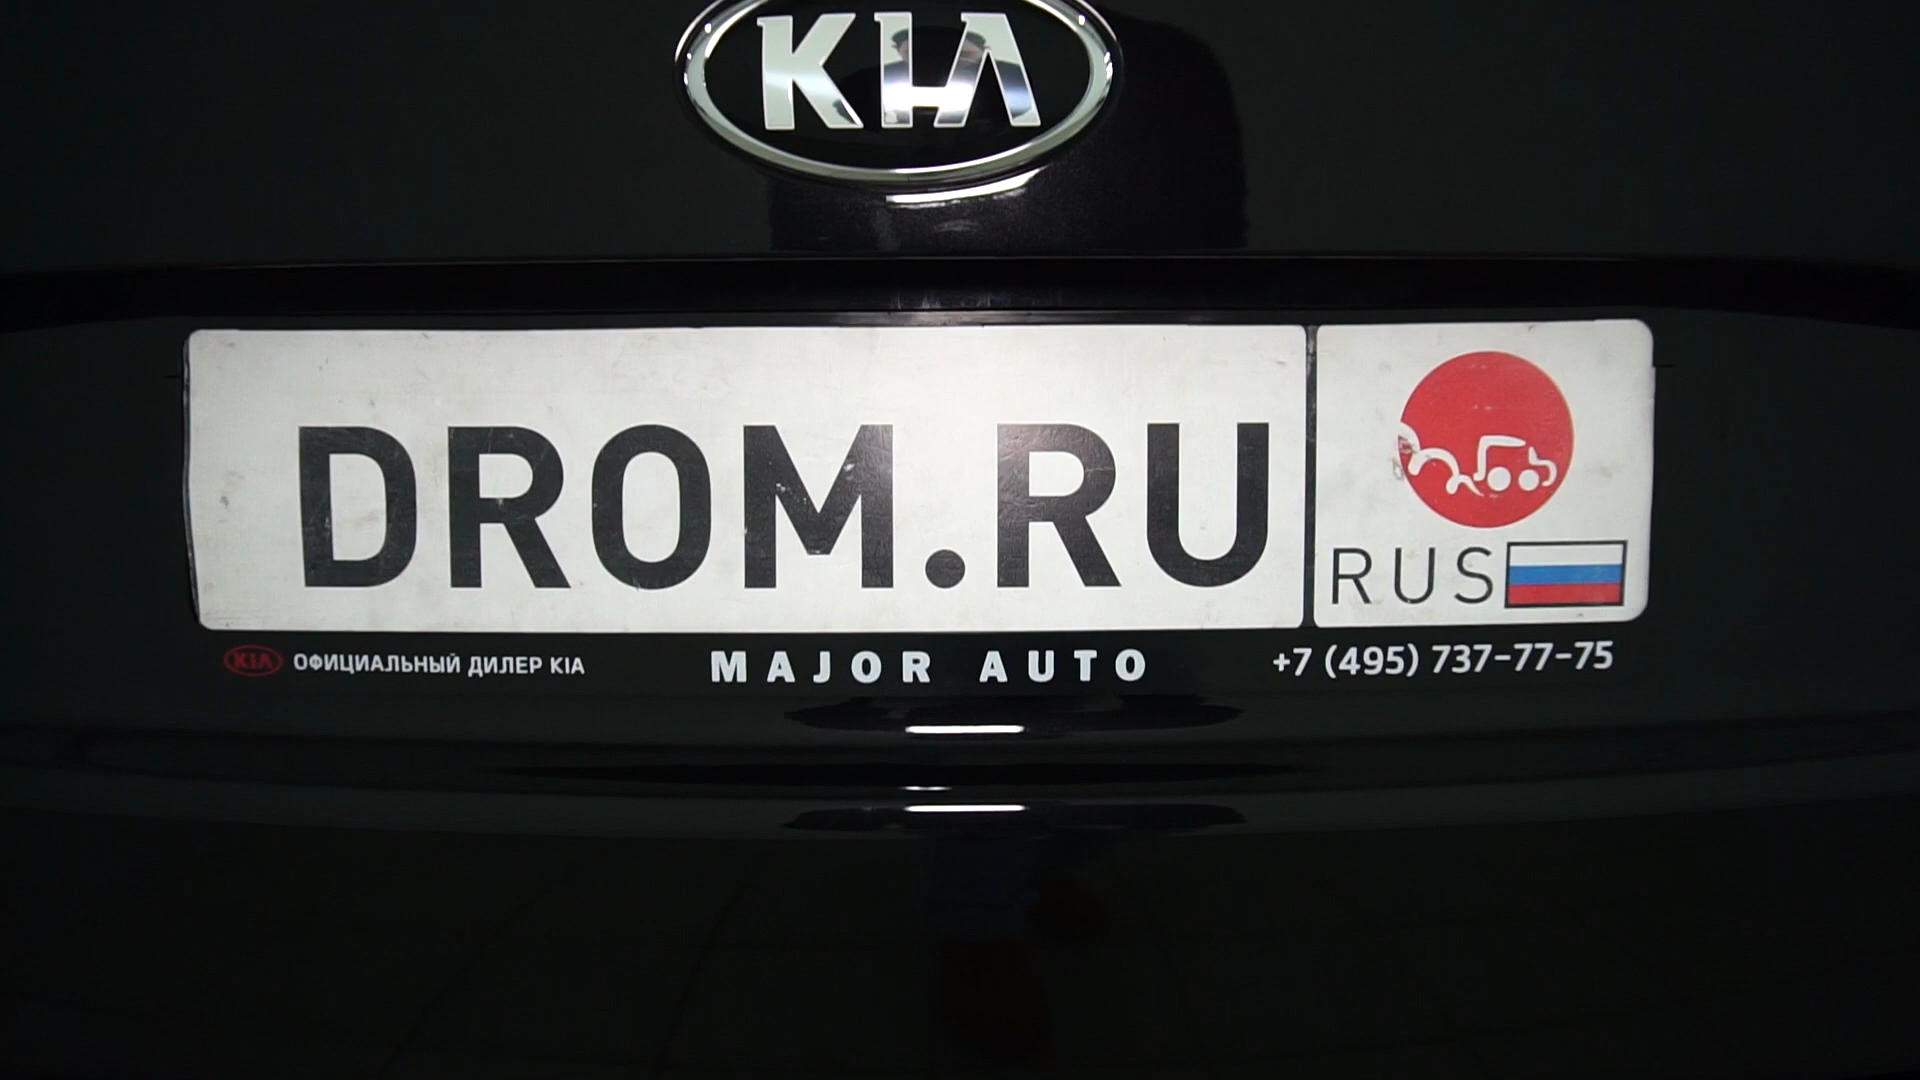 KIA
DROM.RU
RUS
KIA ОФИЦИАЛЬНЫЙ ДИЛЕР KIA MAJOR AUTO +7 (495) 737-77-75